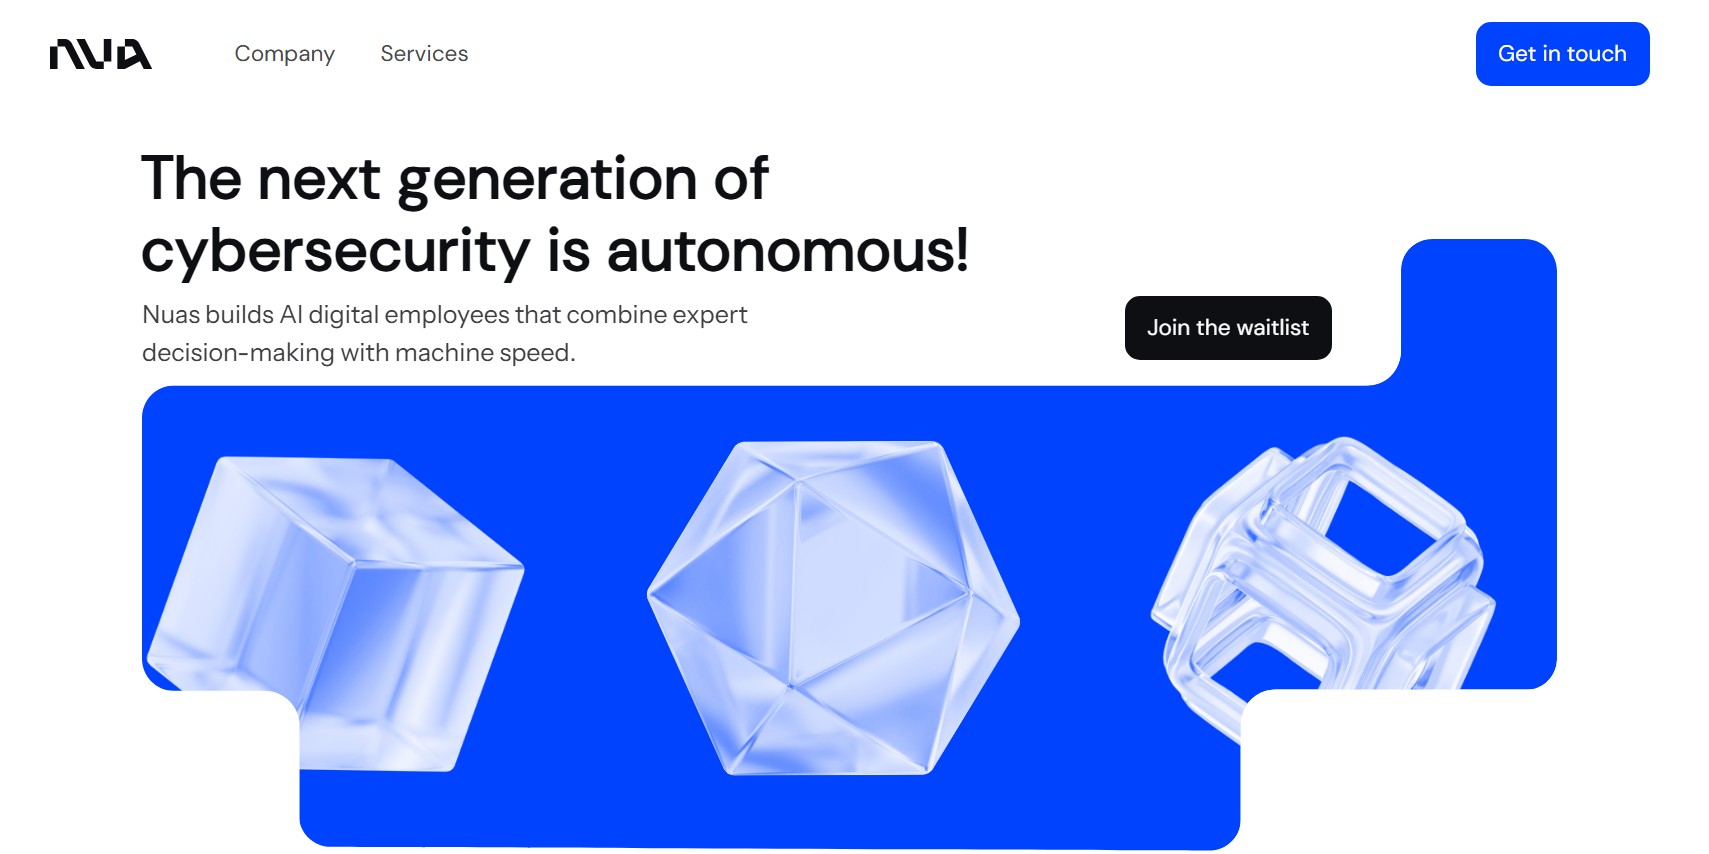 NUA
Company
Services
Get in touch
The next generation of
cybersecurity is autonomous!
Nuas builds AI digital employees that combine expert
decision-making with machine speed.
Join the waitlist